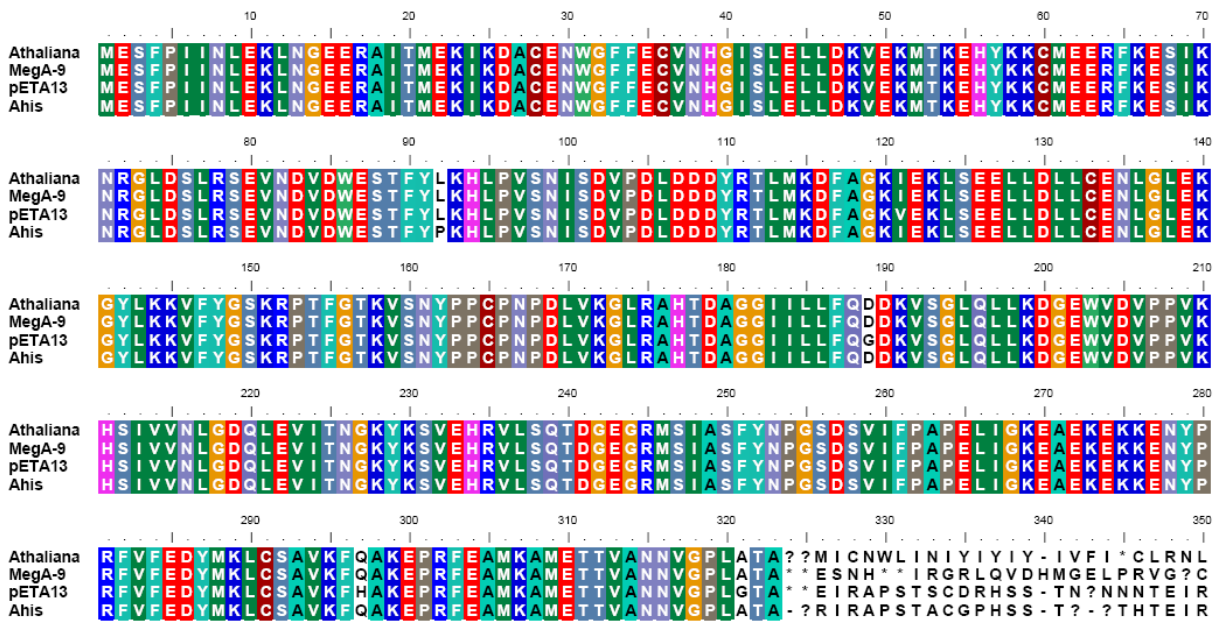 10 20 30 40 50 60 70
Athaliana MESFPIINLEKLNGEERAITMEKIKDACENWGFFECVNHGISLELLDKVEKMTKEHYKKCMEERFKESIK
MegA-9 MESFPIINLEKLNGEERAITMEKIKDACENWGFFECVNHGISLELLDKVEKMTKEHYKKCMEERFKESIK
pETA13 MESFPIINLEKLNGEERAITMEKIKDACENWGFFECVNHGISLELLDKVEKMTKEHYKKCMEERFKESIK
Ahis MESFPIINLEKLNGEERAITMEKIKDACENWGFFECVNHGISLELLDKVEKMTKEHYKKCMEERFKESIK
80 90 100 110 120 130 140
Athaliana NRGLDSLRSEVNDVDWESTFYLKHLPVSNISDVPDLDDDYRTLMKDFAGKIEKLSEELLDLLCENLGLEK
MegA-9 NRGLDSLRSEVNDVDWESTFYLKHLPVSNISDVPDLDDDYRTLMKDFAGKIEKLSEELLDLLCENLGLEK
pETA13 NRGLDSLRSEVNDVDWESTFYLKHLPVSNISDVPDLDDDYRTLMKDFAGKVEKLSEELLDLLCENLGLEK
Ahis NRGLDSLRSEVNDVDWESTFYPKHLPVSNISDVPDLDDDYRTLMKDFAGKIEKLSEELLDLLCENLGLEK
150 160 170 180 190 200 210
Athaliana GYLKKVFYGSKRPTFGTKVSNYPPCPNPDLVKGLRAHTDAGGIILLFQDDKVSGLQLLKDGEWVDVPPVK
MegA-9 GYLKKVFYGSKRPTFGTKVSNYPPCPNPDLVKGLRAHTDAGGIILLFQDDKVSGLQLLKDGEWVDVPPVK
pETA13 GYLKKVFYGSKRPTFGTKVSNYPPCPNPDLVKGLRAHTDAGGIILLFQGDKVSGLQLLKDGEWVDVPPVK
Ahis GYLKKVFYGSKRPTFGTKVSNYPPCPNPDLVKGLRAHTDAGGIILLFQDDKVSGLQLLKDGEWVDVPPVK
220 230 240 250 260 270 280
Athaliana HSIVVNLGDQLEVITNGKYKSVEHRVLSQTDGEGRMSIASFYNPGSDSVIFPAPELIGKEAEKEKKENYP
MegA-9 HSIVVNLGDQLEVITNGKYKSVEHRVLSQTDGEGRMSIASFYNPGSDSVIFPAPELIGKEAEKEKKENYP
pETA13 HSIVVNLGDQLEVITNGKYKSVEHRVLSQTDGEGRMSIASFYNPGSDSVIFPAPELIGKEAEKEKKENYP
Ahis HSIVVNLGDQLEVITNGKYKSVEHRVLSQTDGEGRMSIASFYNPGSDSVIFPAPELIGKEAEKEKKENYP
290 300 310 320 330 340 350
Athaliana RFVFEDYMKLCSAVKFQAKEPRFEAMKAMETTVANNVGPLATA??MICNWLINIYIYIY-IVFI*CLRNL
MegA-9 RFVFEDYMKLCSAVKFQAKEPRFEAMKAMETTVANNVGPLATA**ESNH**IRGRLQVDHMGELPRVG?C
pETA13 RFVFEDYMKLCSAVKFHAKEPRFEAMKAMETTVANNVGPLGTA**EIRAPSTSCDRHSS-TN?NNNTEIR
Ahis RFVFEDYMKLCSAVKFQAKEPRFEAMKAMETTVANNVGPLATA-?RIRAPSTACGPHSS-T?-?THTEIR